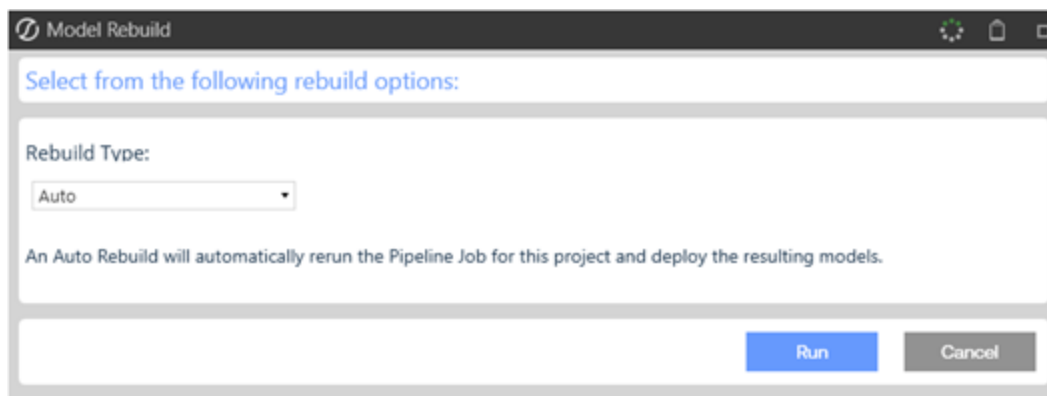 Model Rebuild
Select from the following rebuild options:
Rebuild Type:
Auto
An Auto Rebuild will automatically rerun the Pipeline Job for this project and deploy the resulting models.
Run Cancel